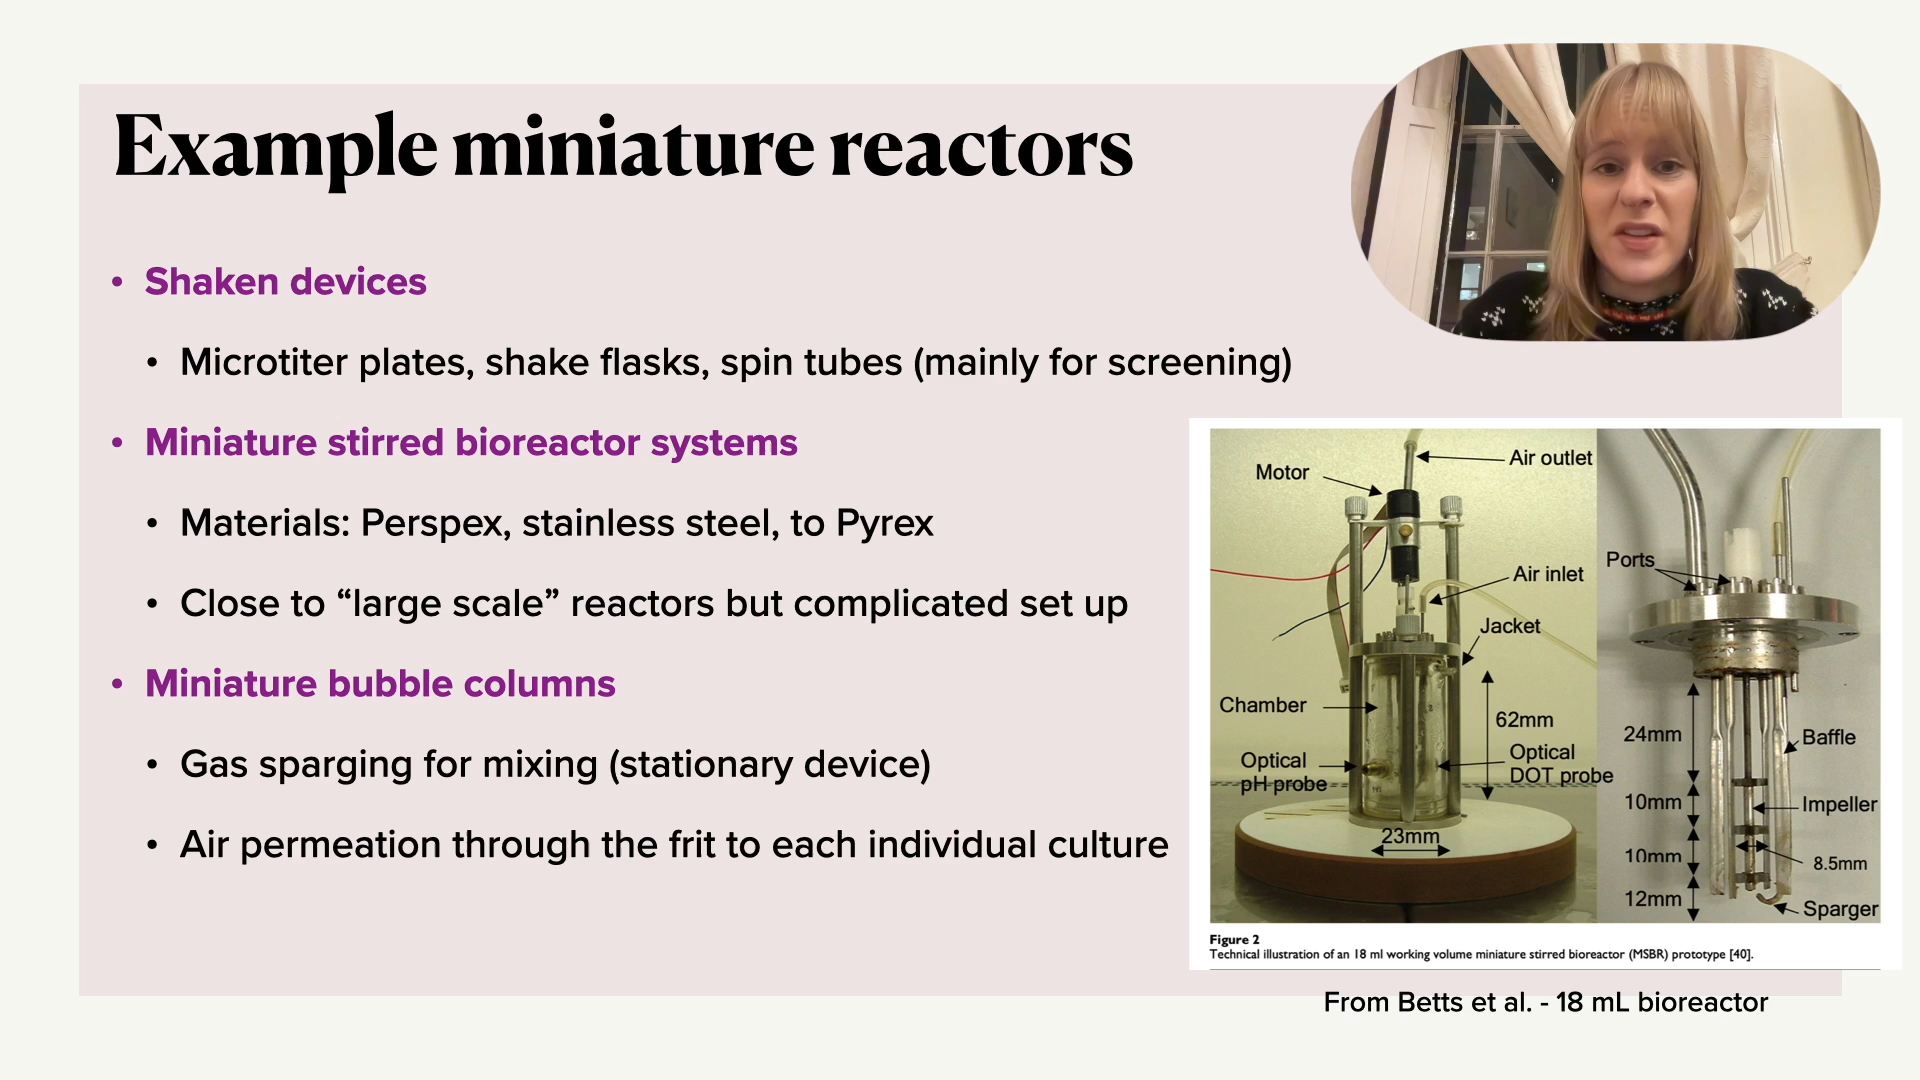 Example miniature reactors
• Shaken devices
• Microtiter plates, shake flasks, spin tubes (mainly for screening)
• Miniature stirred bioreactor systems
• Materials: Perspex, stainless steel, to Pyrex
• Close to “large scale” reactors but complicated set up
• Miniature bubble columns
• Gas sparging for mixing (stationary device)
• Air permeation through the frit to each individual culture
Air outlet
Motor
Air inlet
Jacket
Chamber
62mm
Optical
pH probe
Optical
DOT probe
23mm
Ports
24mm
Baffle
10mm
Impeller
10mm
8.5mm
12mm
Sparger
Figure 2
Technical illustration of an 18 ml working volume miniature stirred bioreactor (MSBR) prototype [40].
From Betts et al. - 18 mL bioreactor